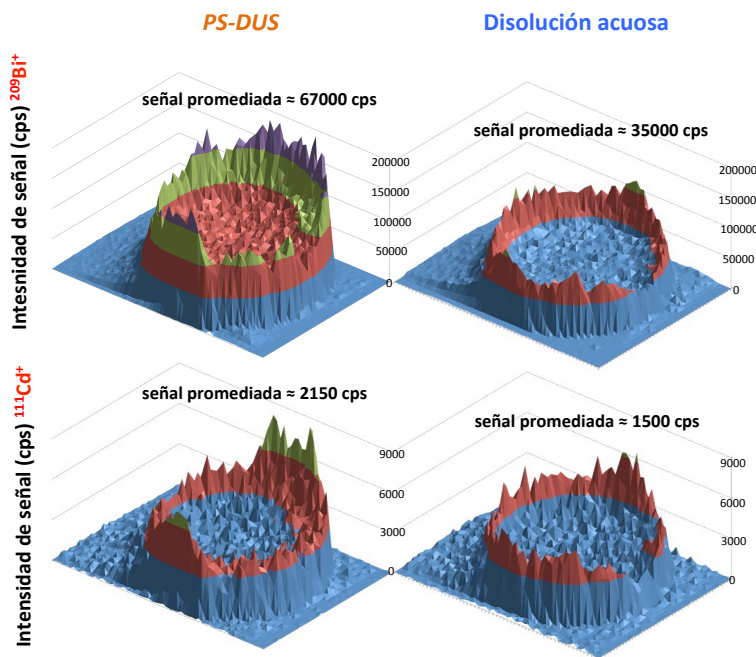 PS-DUS
Disolución acuosa
Intesnidad de señal (cps) ²⁰⁹Bi⁺
señal promediada ≈ 67000 cps
200000
150000
100000
50000
0
señal promediada ≈ 35000 cps
200000
150000
100000
50000
0
Intensidad de señal (cps) ¹¹¹Cd⁺
señal promediada ≈ 2150 cps
9000
6000
3000
0
señal promediada ≈ 1500 cps
9000
6000
3000
0